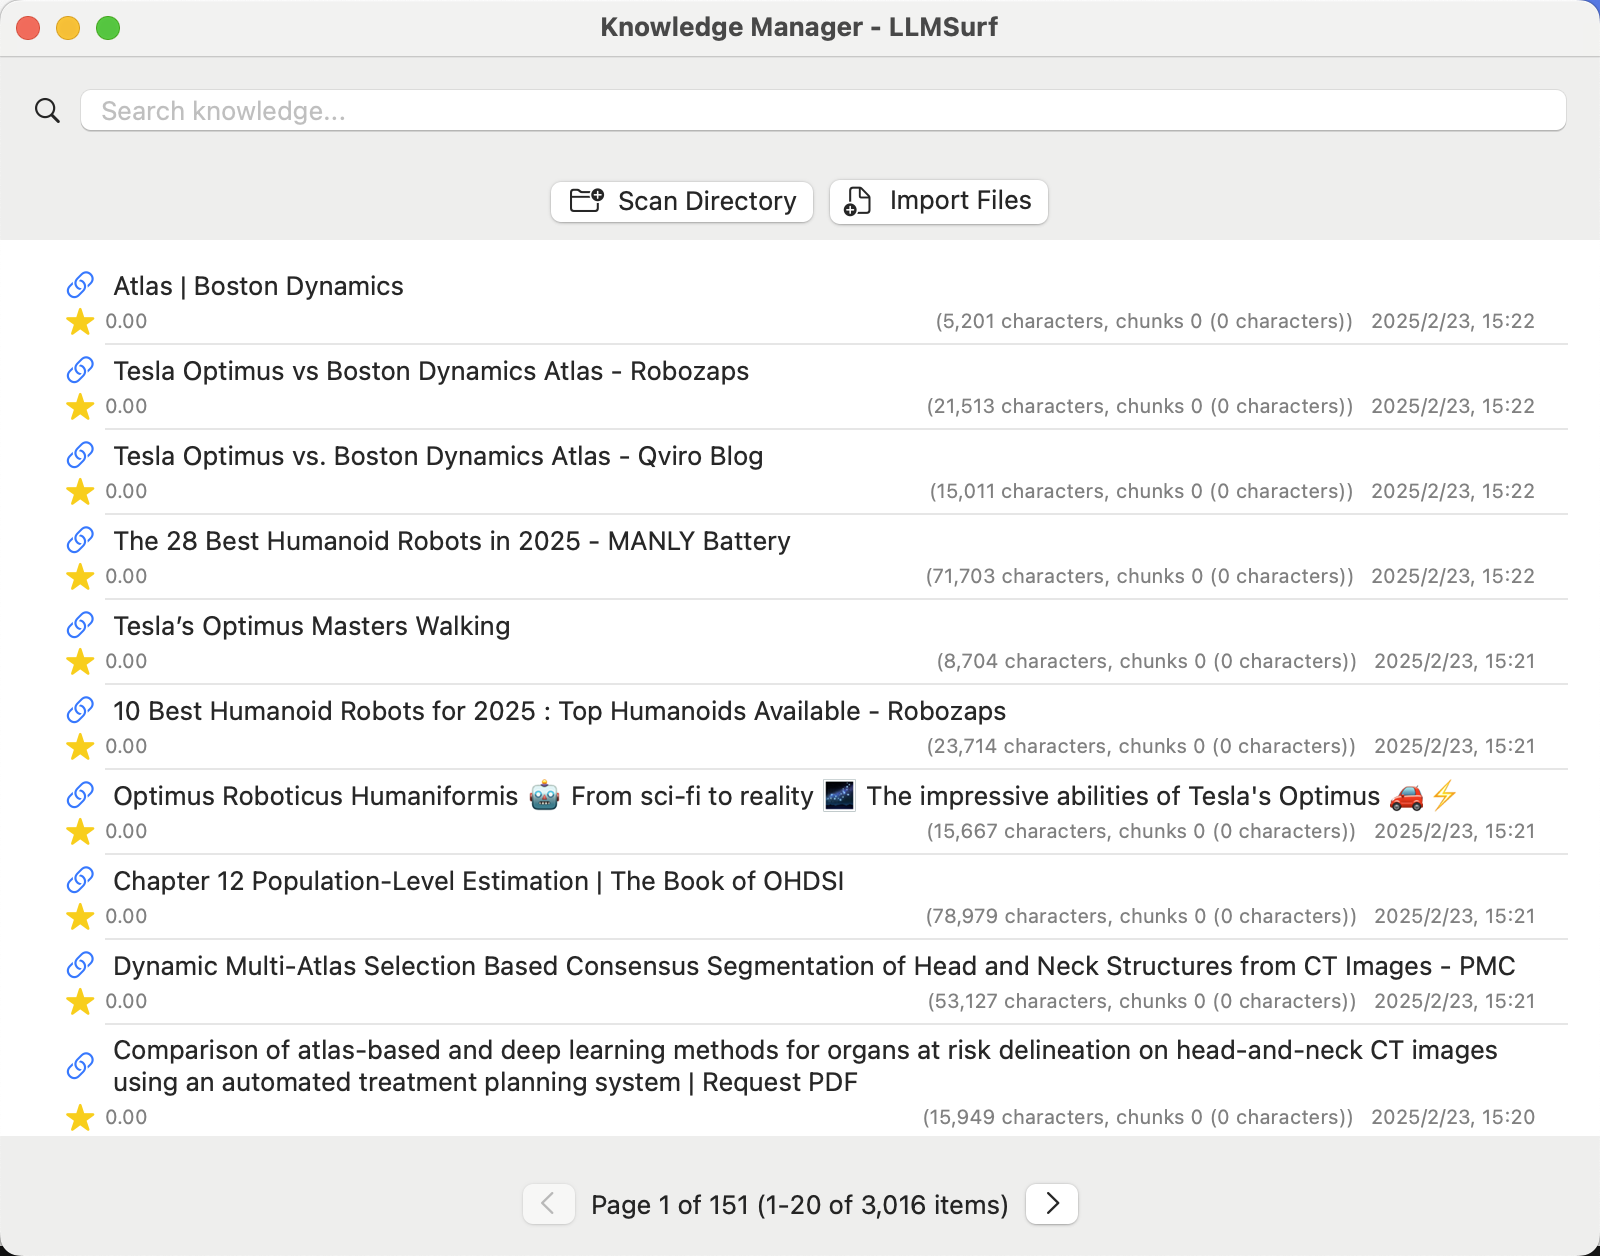 Knowledge Manager - LLMSurf
Search knowledge...
Scan Directory
Import Files
Atlas | Boston Dynamics
0.00 (5,201 characters, chunks 0 (0 characters)) 2025/2/23, 15:22
Tesla Optimus vs Boston Dynamics Atlas - Robozaps
0.00 (21,513 characters, chunks 0 (0 characters)) 2025/2/23, 15:22
Tesla Optimus vs. Boston Dynamics Atlas - Qviro Blog
0.00 (15,011 characters, chunks 0 (0 characters)) 2025/2/23, 15:22
The 28 Best Humanoid Robots in 2025 - MANLY Battery
0.00 (71,703 characters, chunks 0 (0 characters)) 2025/2/23, 15:22
Tesla’s Optimus Masters Walking
0.00 (8,704 characters, chunks 0 (0 characters)) 2025/2/23, 15:21
10 Best Humanoid Robots for 2025 : Top Humanoids Available - Robozaps
0.00 (23,714 characters, chunks 0 (0 characters)) 2025/2/23, 15:21
Optimus Roboticus Humaniformis 🤖 From sci-fi to reality 🌌 The impressive abilities of Tesla's Optimus 🚗⚡
0.00 (15,667 characters, chunks 0 (0 characters)) 2025/2/23, 15:21
Chapter 12 Population-Level Estimation | The Book of OHDSI
0.00 (78,979 characters, chunks 0 (0 characters)) 2025/2/23, 15:21
Dynamic Multi-Atlas Selection Based Consensus Segmentation of Head and Neck Structures from CT Images - PMC
0.00 (53,127 characters, chunks 0 (0 characters)) 2025/2/23, 15:21
Comparison of atlas-based and deep learning methods for organs at risk delineation on head-and-neck CT images
using an automated treatment planning system | Request PDF
0.00 (15,949 characters, chunks 0 (0 characters)) 2025/2/23, 15:20
Page 1 of 151 (1-20 of 3,016 items)